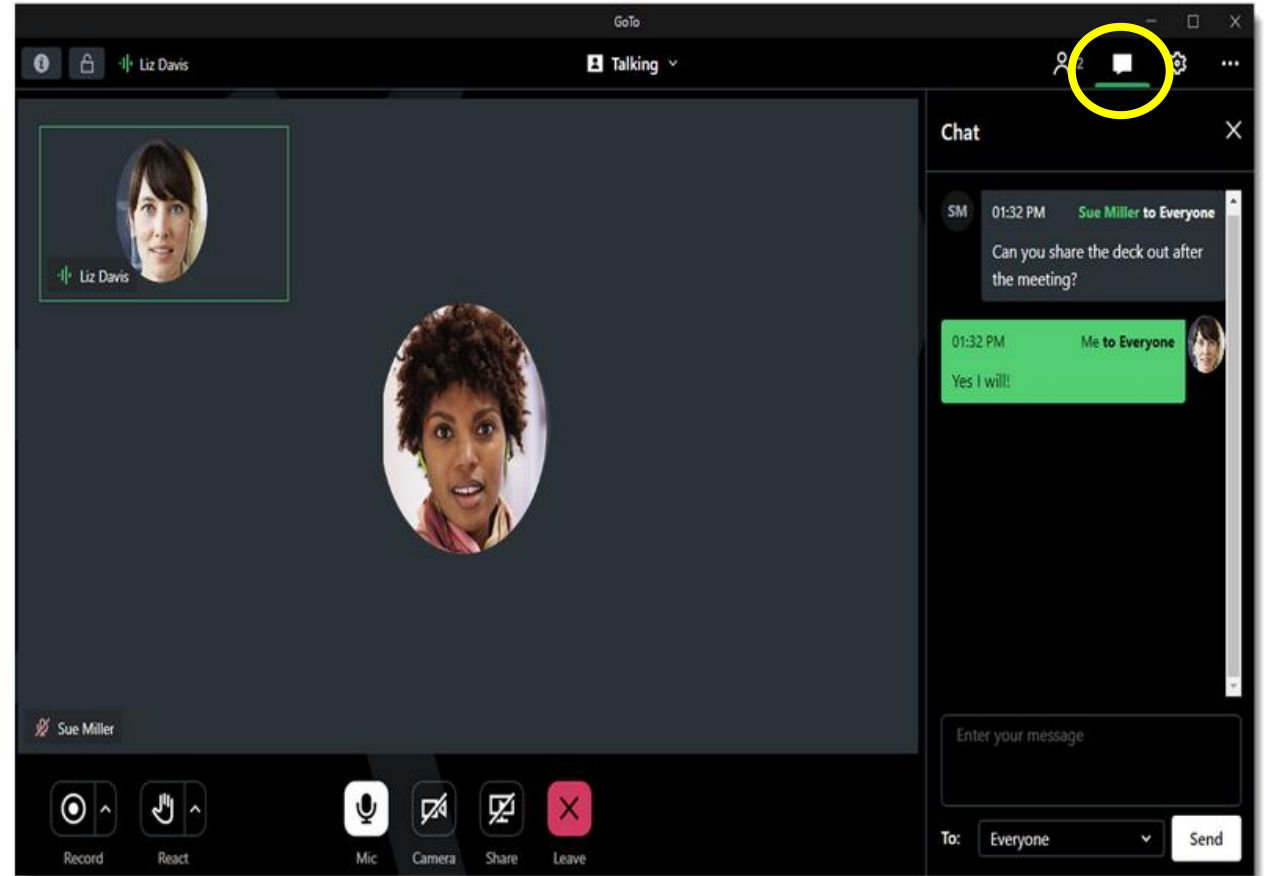 GoTo
Liz Davis
Talking
2
Chat
SM
01:32 PM Sue Miller to Everyone
Can you share the deck out after
the meeting?
01:32 PM Me to Everyone
Yes I will!
Liz Davis
Sue Miller
Enter your message
To: Everyone Send
Record React Mic Camera Share Leave